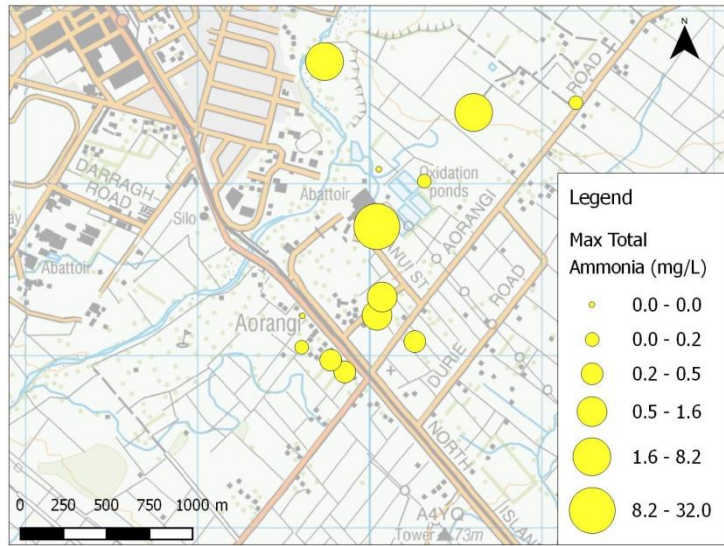 N
ROAD
DARRAGH
ROAD
Abattoir
Oxidation
ponds
Silo
AORANGI
Abattoir
NUI ST
ROAD
Aorangi
DURIE
NORTH
ISLAN
A4YQ
Tower 73m
0 250 500 750 1000 m
Legend
Max Total
Ammonia (mg/L)
0.0 - 0.0
0.0 - 0.2
0.2 - 0.5
0.5 - 1.6
1.6 - 8.2
8.2 - 32.0